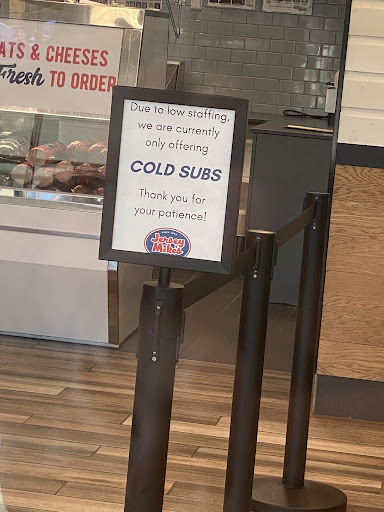 ATS & CHEESES
Fresh TO ORDER
Due to low staffing,
we are currently
only offering
COLD SUBS
Thank you for
your patience!
Jersey
Mike's